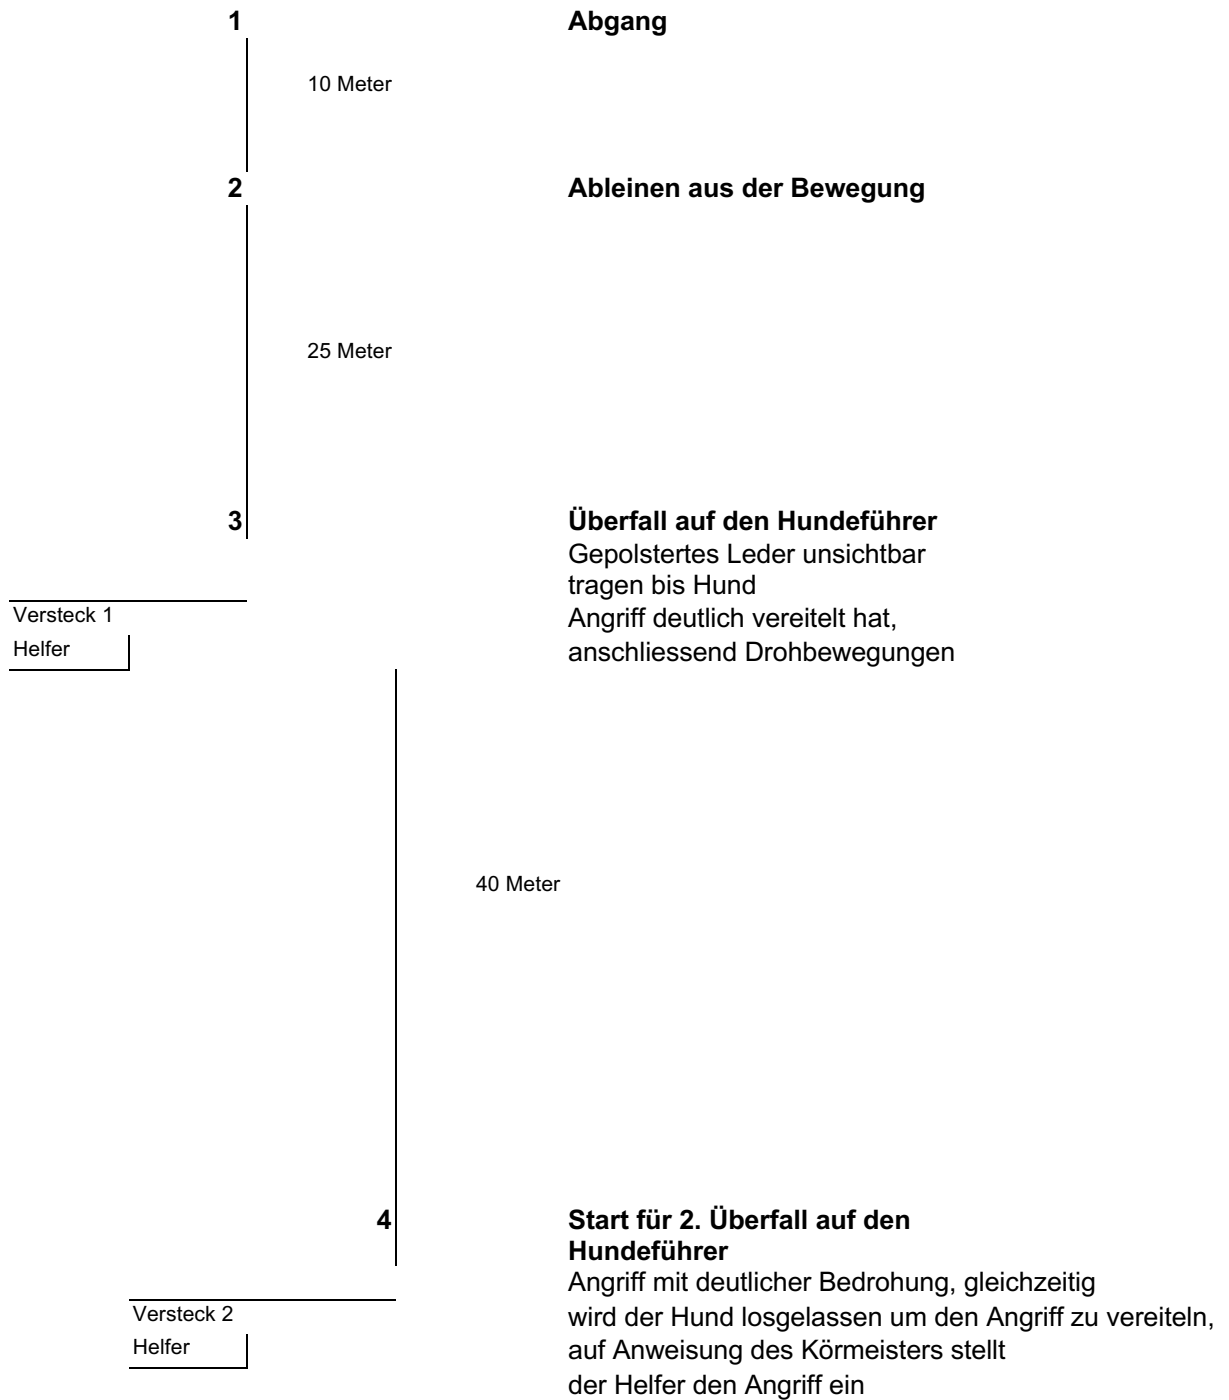 1 Abgang
10 Meter
2 Ableinen aus der Bewegung
25 Meter
3 Überfall auf den Hundeführer
Gepolstertes Leder unsichtbar
tragen bis Hund
Versteck 1 Angriff deutlich vereitelt hat,
Helfer anschliessend Drohbewegungen
40 Meter
4 Start für 2. Überfall auf den
Hundeführer
Angriff mit deutlicher Bedrohung, gleichzeitig
Versteck 2 wird der Hund losgelassen um den Angriff zu vereiteln,
Helfer auf Anweisung des Körmeisters stellt
der Helfer den Angriff ein